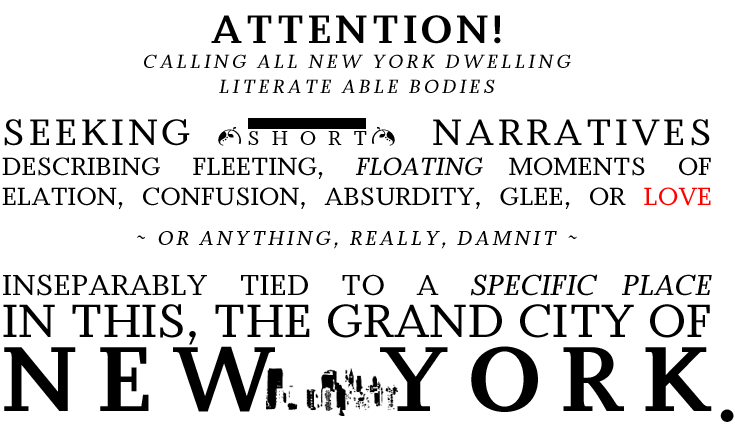 ATTENTION!
CALLING ALL NEW YORK DWELLING
LITERATE ABLE BODIES
SEEKING SHORT NARRATIVES
DESCRIBING FLEETING, FLOATING MOMENTS OF
ELATION, CONFUSION, ABSURDITY, GLEE, OR LOVE
~ OR ANYTHING, REALLY, DAMNIT ~
INSEPARABLY TIED TO A SPECIFIC PLACE
IN THIS, THE GRAND CITY OF
NEW YORK.